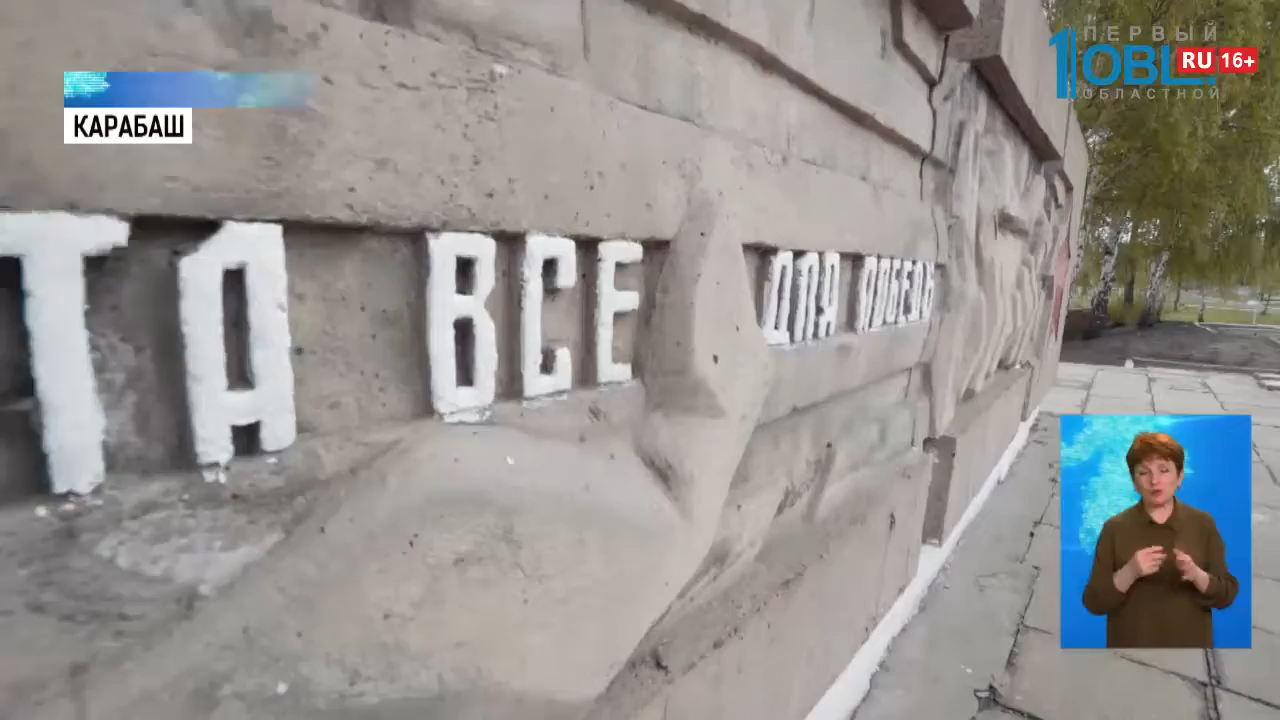 ПЕРВЫЙ
1OBL
RU 16+
ОБЛАСТНОЙ
КАРАБАШ
ТА ВСЕ ДЛЯ ПОБЕДЫ